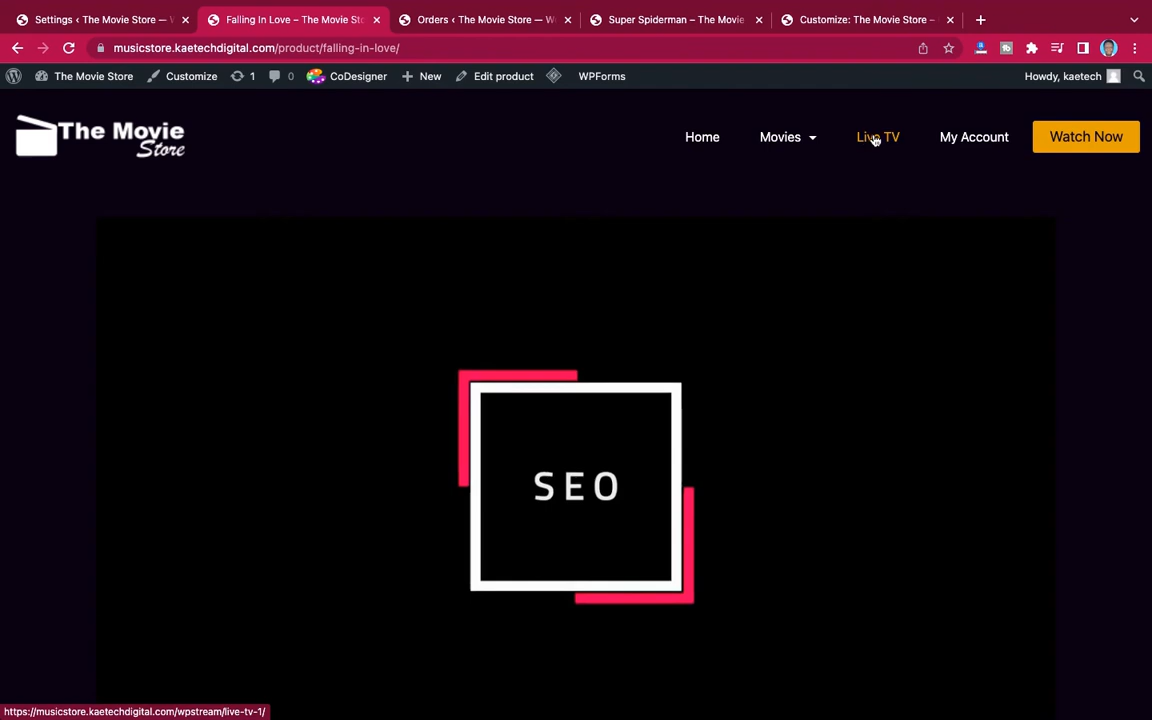 Settings ‹ The Movie Store — W
Falling In Love – The Movie Sto
Orders ‹ The Movie Store — Wo
Super Spiderman – The Movie
Customize: The Movie Store –
musicstore.kaetechdigital.com/product/falling-in-love/
The Movie Store
Customize
1
0
CoDesigner
New
Edit product
WPForms
Howdy, kaetech
The Movie
Store
Home
Movies
Live TV
My Account
Watch Now
SEO
https://musicstore.kaetechdigital.com/wpstream/live-tv-1/